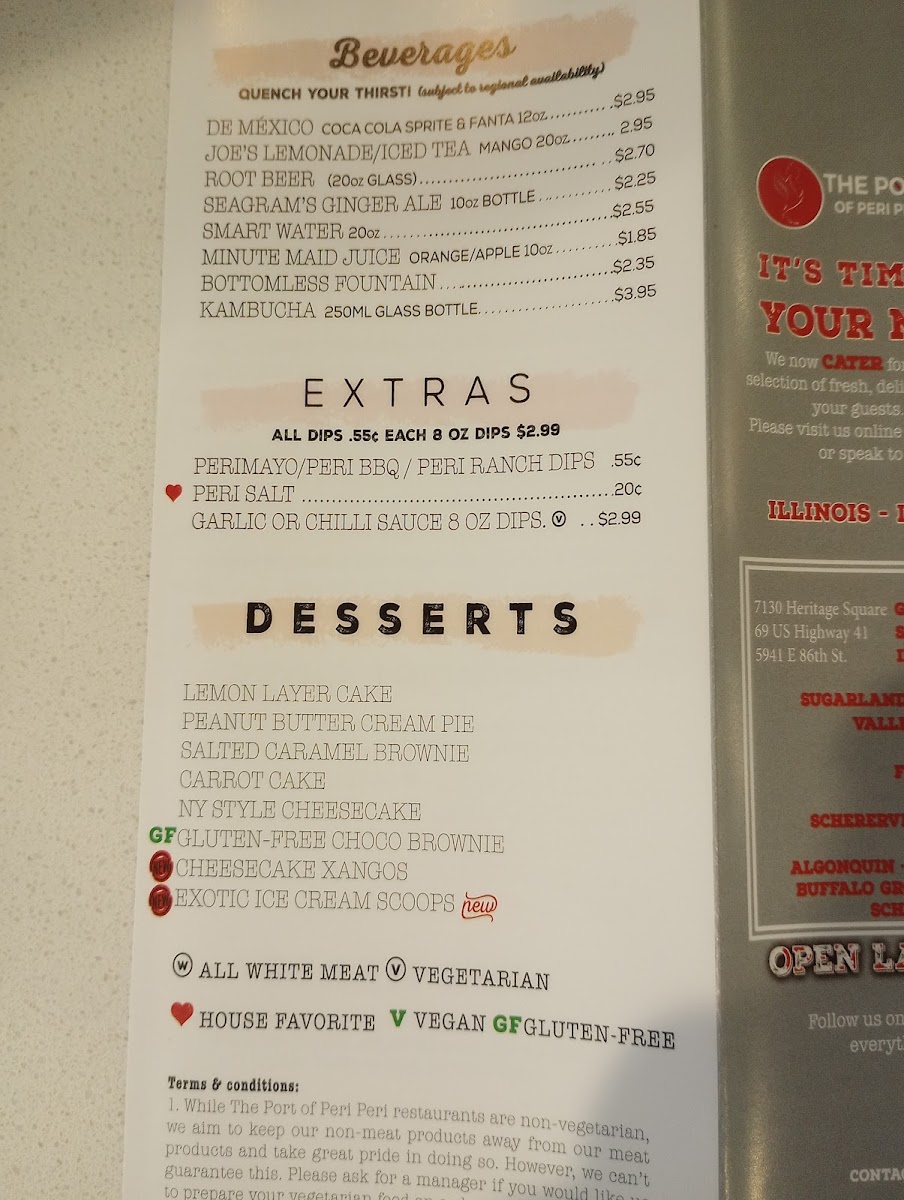 Beverages
QUENCH YOUR THIRST! (subject to regional availability)
DE MÉXICO COCA COLA SPRITE & FANTA 12oz..........$2.95
JOE'S LEMONADE/ICED TEA MANGO 20oz........ 2.95
ROOT BEER (20oz GLASS)..............................$2.70
SEAGRAM'S GINGER ALE 10oz BOTTLE............$2.25
SMART WATER 20oz......................................$2.55
MINUTE MAID JUICE ORANGE/APPLE 10oz.........$1.85
BOTTOMLESS FOUNTAIN.............................$2.35
KAMBUCHA 250ML GLASS BOTTLE.....................$3.95
EXTRAS
ALL DIPS .55¢ EACH 8 OZ DIPS $2.99
PERIMAYO/PERI BBQ / PERI RANCH DIPS .55¢
PERI SALT ..................................................20¢
GARLIC OR CHILLI SAUCE 8 OZ DIPS. V .. $2.99
DESSERTS
LEMON LAYER CAKE
PEANUT BUTTER CREAM PIE
SALTED CARAMEL BROWNIE
CARROT CAKE
NY STYLE CHEESECAKE
GF GLUTEN-FREE CHOCO BROWNIE
NEW CHEESECAKE XANGOS
NEW EXOTIC ICE CREAM SCOOPS new
W ALL WHITE MEAT V VEGETARIAN
HOUSE FAVORITE V VEGAN GF GLUTEN-FREE
Terms & conditions:
1. While The Port of Peri Peri restaurants are non-vegetarian,
we aim to keep our non-meat products away from our meat
products and take great pride in doing so. However, we can't
guarantee this. Please ask for a manager if you would like us
to prepare your vegetarian food
THE PO
OF PERI P
IT'S TIM
YOUR
We now CATER for
selection of fresh, deli
your guests.
Please visit us online
or speak to
ILLINOIS -
7130 Heritage Square G
69 US Highway 41 S
5941 E 86th St.
SUGARLAND
VALL
F
SCHERERV
ALGONQUIN -
BUFFALO GR
SCH
OPEN LA
Follow us on
everyt
CONTA